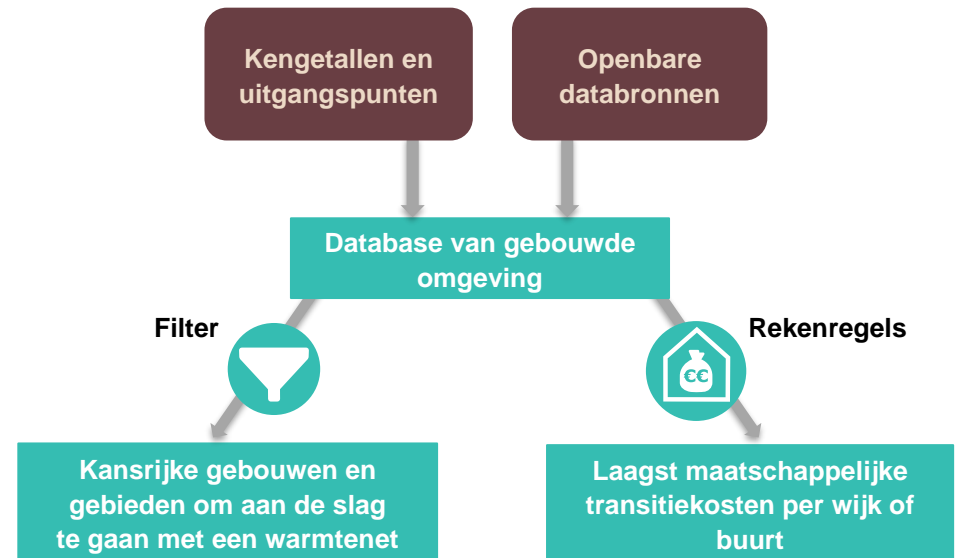 Kengetallen en
uitgangspunten
Openbare
databronnen
Database van gebouwde
omgeving
Filter
Rekenregels
€€
Kansrijke gebouwen en
gebieden om aan de slag
te gaan met een warmtenet
Laagst maatschappelijke
transitiekosten per wijk of
buurt